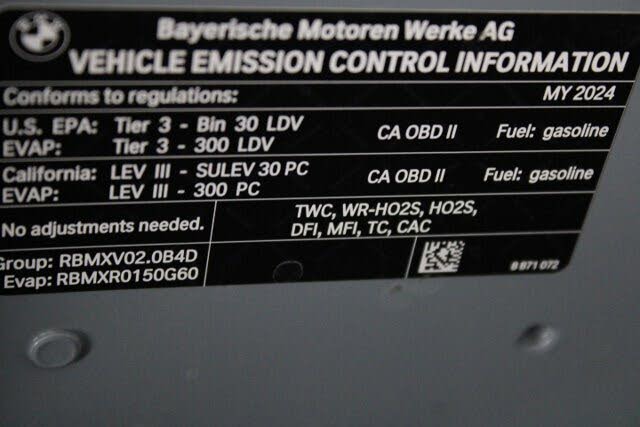 BMW
Bayerische Motoren Werke AG
VEHICLE EMISSION CONTROL INFORMATION
Conforms to regulations: MY 2024
U.S. EPA: Tier 3 - Bin 30 LDV CA OBD II Fuel: gasoline
EVAP: Tier 3 - 300 LDV
California: LEV III - SULEV30 PC CA OBD II Fuel: gasoline
EVAP: LEV III - 300 PC
No adjustments needed.
TWC, WR-HO2S, HO2S,
DFI, MFI, TC, CAC
Group: RBMXV02.0B4D
Evap: RBMXR0150G60
8 871 072